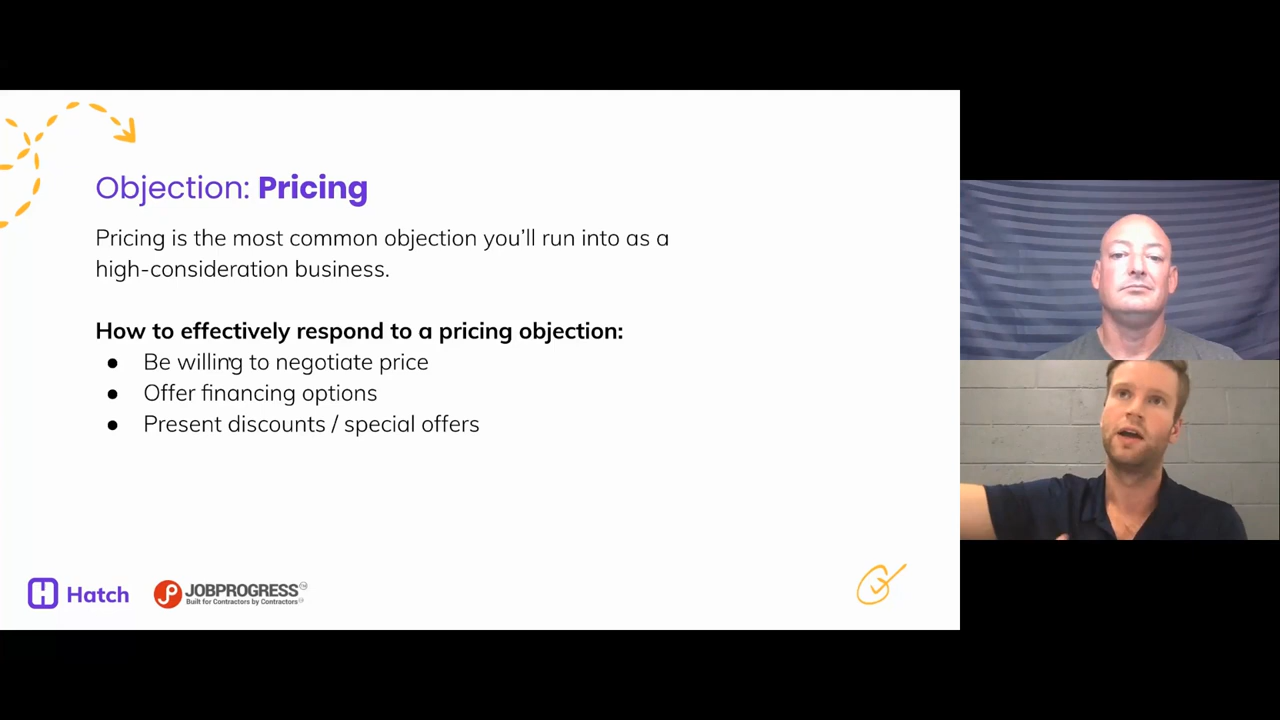 Objection: Pricing
Pricing is the most common objection you'll run into as a
high-consideration business.
How to effectively respond to a pricing objection:
● Be willing to negotiate price
● Offer financing options
● Present discounts / special offers
Hatch
JOBPROGRESS
Built for Contractors by Contractors